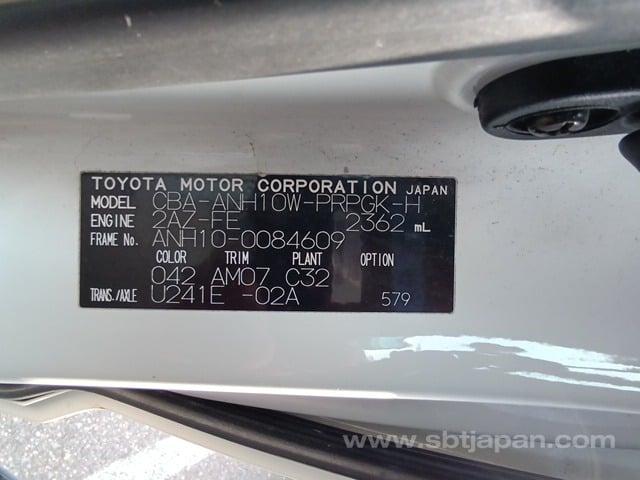 TOYOTA MOTOR CORPORATION JAPAN
MODEL CBA-ANH10W-PRPGK-H
ENGINE 2AZ-FE 2362 mL
FRAME No. ANH10-0084609
COLOR TRIM PLANT OPTION
042 AM07 C32
TRANS./AXLE U241E -02A 579
www.sbtjapan.com